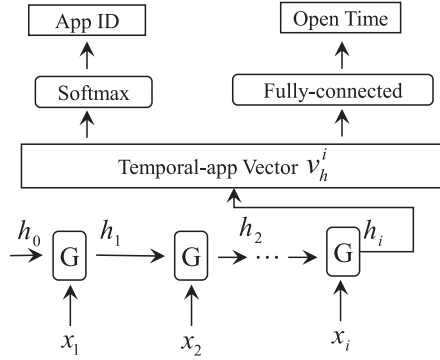 App ID
Open Time
Softmax
Fully-connected
Temporal-app Vector $v_h^i$
$h_0$ G $h_1$ G $h_2$ ⋯ G $h_i$
$x_1$ $x_2$ $x_i$